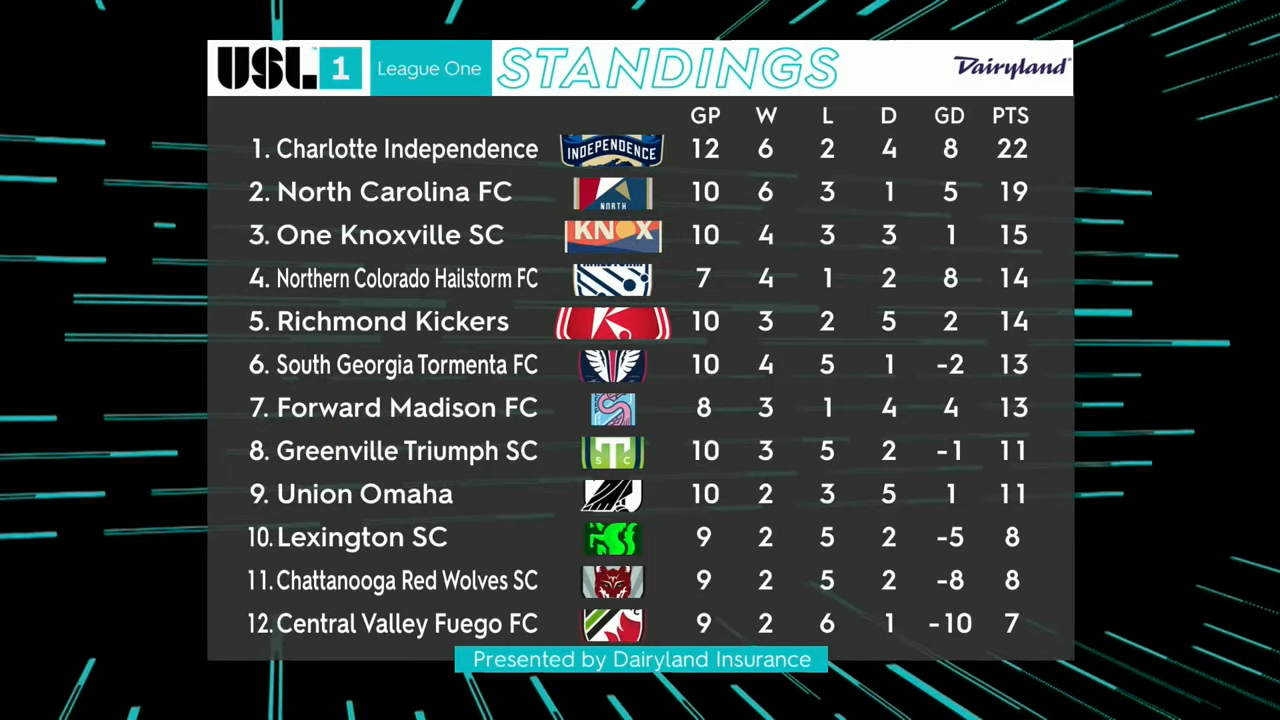 USL 1 League One STANDINGS Dairyland
GP W L D GD PTS
1. Charlotte Independence INDEPENDENCE 12 6 2 4 8 22
2. North Carolina FC NORTH 10 6 3 1 5 19
3. One Knoxville SC KNOX 10 4 3 3 1 15
4. Northern Colorado Hailstorm FC 7 4 1 2 8 14
5. Richmond Kickers 10 3 2 5 2 14
6. South Georgia Tormenta FC 10 4 5 1 -2 13
7. Forward Madison FC 8 3 1 4 4 13
8. Greenville Triumph SC S T C 10 3 5 2 -1 11
9. Union Omaha 10 2 3 5 1 11
10. Lexington SC 9 2 5 2 -5 8
11. Chattanooga Red Wolves SC 9 2 5 2 -8 8
12. Central Valley Fuego FC 9 2 6 1 -10 7
Presented by Dairyland Insurance